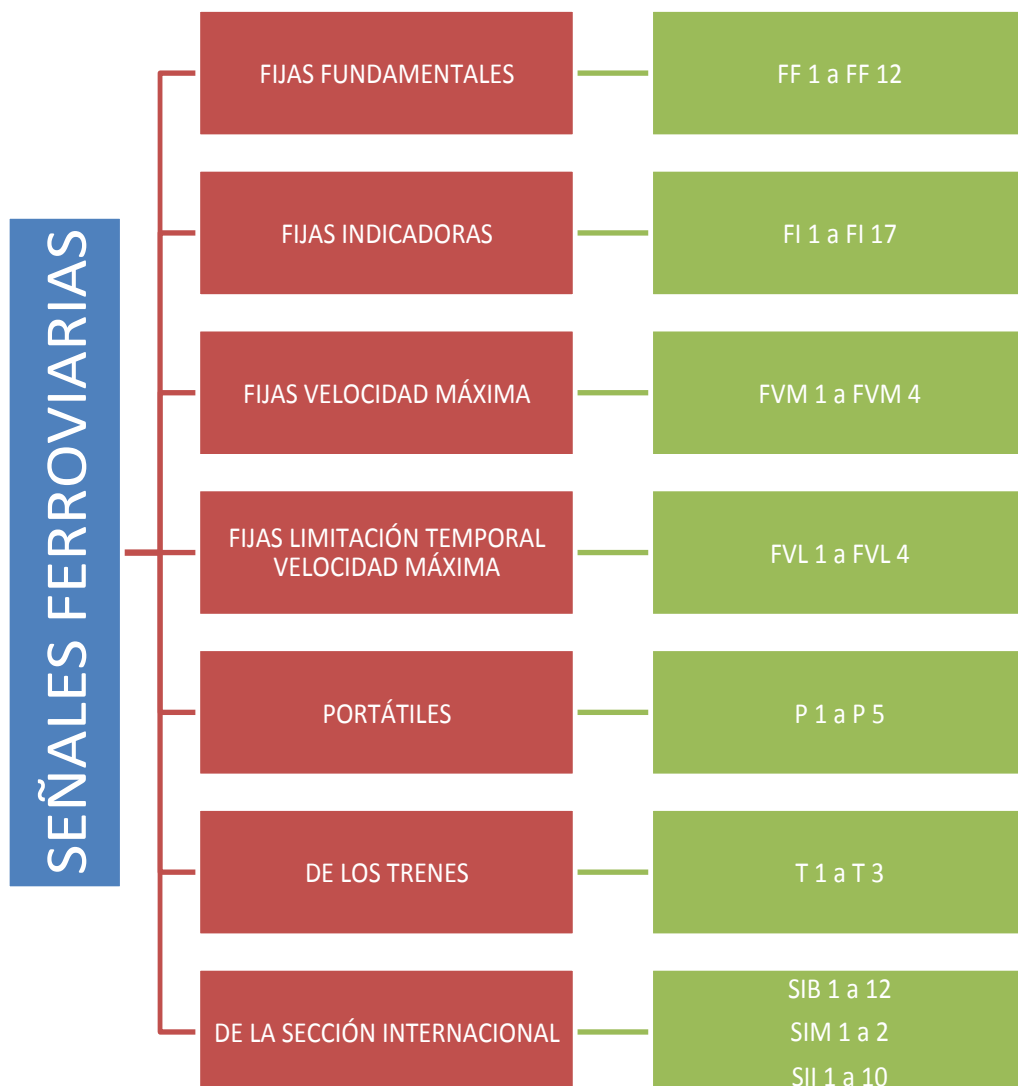 SEÑALES FERROVIARIAS
FIJAS FUNDAMENTALES
FF 1 a FF 12
FIJAS INDICADORAS
FI 1 a FI 17
FIJAS VELOCIDAD MÁXIMA
FVM 1 a FVM 4
FIJAS LIMITACIÓN TEMPORAL
VELOCIDAD MÁXIMA
FVL 1 a FVL 4
PORTÁTILES
P 1 a P 5
DE LOS TRENES
T 1 a T 3
DE LA SECCIÓN INTERNACIONAL
SIB 1 a 12
SIM 1 a 2
SII 1 a 10